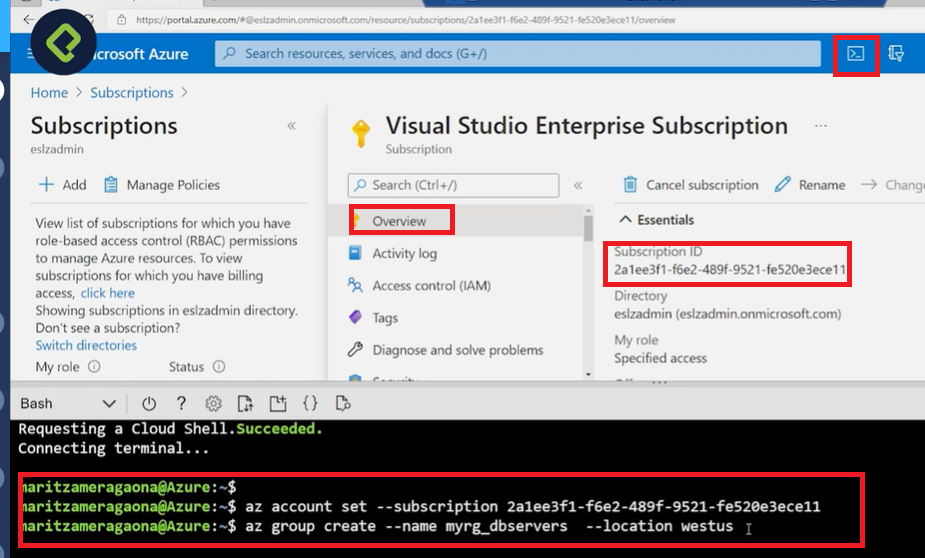 https://portal.azure.com/#@eslzadmin.onmicrosoft.com/resource/subscriptions/2a1ee3f1-f6e2-489f-9521-fe520e3ece11/overview
crosoft Azure
Search resources, services, and docs (G+/)
Home > Subscriptions >
Subscriptions
eslzadmin
Add
Manage Policies
View list of subscriptions for which you have
role-based access control (RBAC) permissions
to manage Azure resources. To view
subscriptions for which you have billing
access, click here
Showing subscriptions in eslzadmin directory.
Don't see a subscription?
Switch directories
My role
Status
Visual Studio Enterprise Subscription ...
Subscription
Search (Ctrl+/)
Overview
Activity log
Access control (IAM)
Tags
Diagnose and solve problems
Security
Cancel subscription
Rename
Chang
Essentials
Subscription ID
2a1ee3f1-f6e2-489f-9521-fe520e3ece11
Directory
eslzadmin (eslzadmin.onmicrosoft.com)
My role
Specified access
Bash
Requesting a Cloud Shell.Succeeded.
Connecting terminal...
maritzameragaona@Azure:~$
maritzameragaona@Azure:~$ az account set --subscription 2a1ee3f1-f6e2-489f-9521-fe520e3ece11
maritzameragaona@Azure:~$ az group create --name myrg_dbservers  --location westus